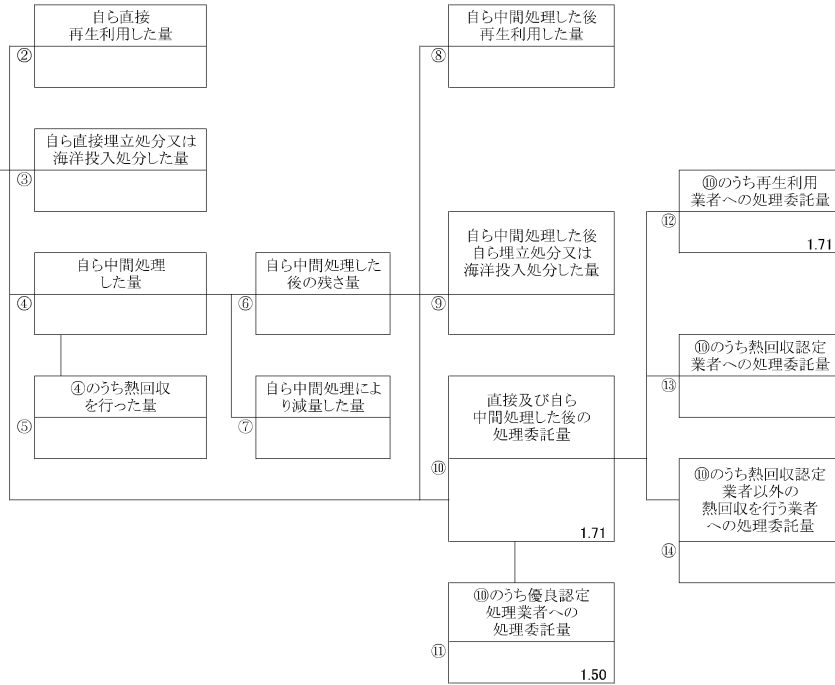 自ら直接
再生利用した量
②
自ら直接埋立処分又は
海洋投入処分した量
③
自ら中間処理
した量
④
④のうち熱回収
を行った量
⑤
自ら中間処理した
後の残さ量
⑥
自ら中間処理によ
り減量した量
⑦
自ら中間処理した後
再生利用した量
⑧
自ら中間処理した後
自ら埋立処分又は
海洋投入処分した量
⑨
直接及び自ら
中間処理した後の
処理委託量
⑩
1.71
⑩のうち優良認定
処理業者への
処理委託量
⑪
1.50
⑩のうち再生利用
業者への処理委託量
⑫
1.71
⑩のうち熱回収認定
業者への処理委託量
⑬
⑩のうち熱回収認定
業者以外の
熱回収を行う業者
への処理委託量
⑭